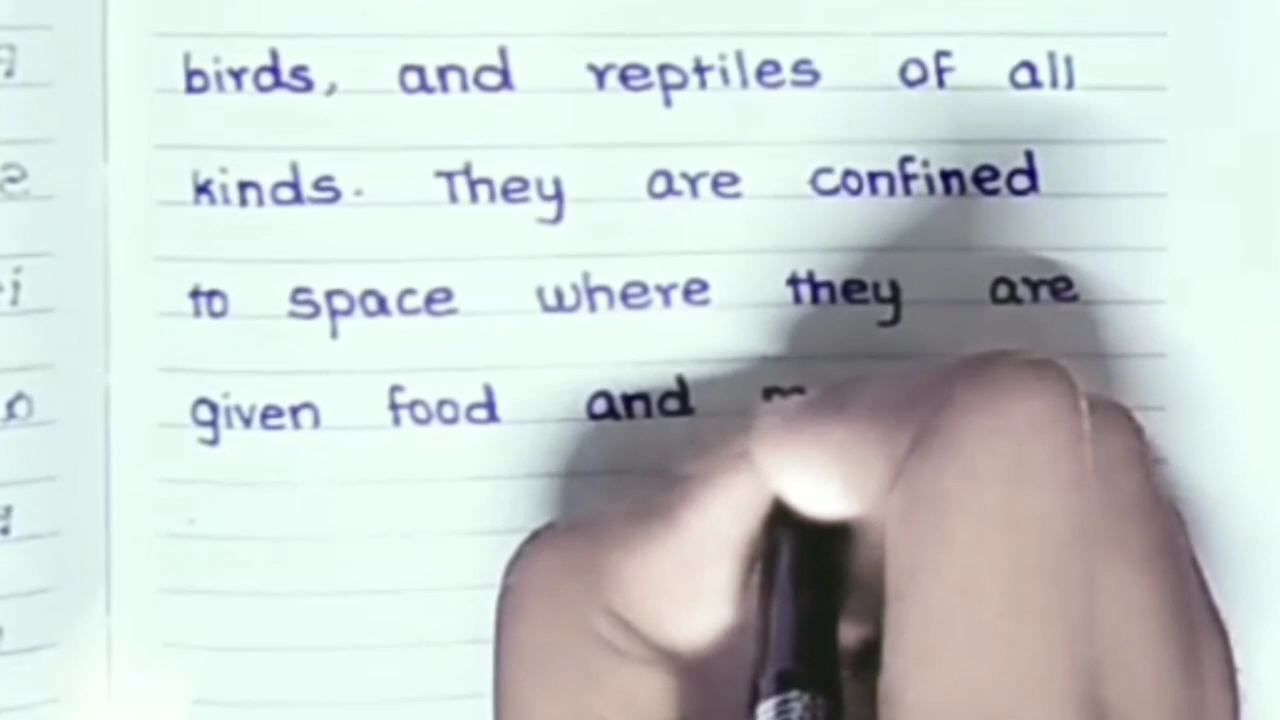 birds, and reptiles of all
kinds. They are confined
to space where they are
given food and